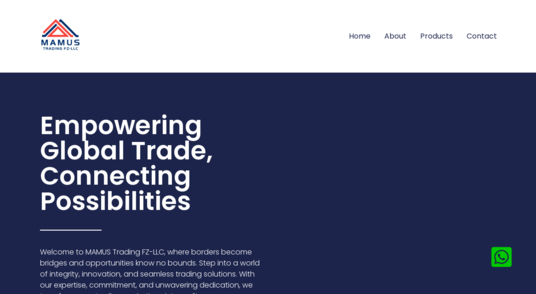 MAMUS
TRADING FZ-LLC
Home About Products Contact
Empowering
Global Trade,
Connecting
Possibilities
Welcome to MAMUS Trading FZ-LLC, where borders become
bridges and opportunities know no bounds. Step into a world
of integrity, innovation, and seamless trading solutions. With
our expertise, commitment, and unwavering dedication, we